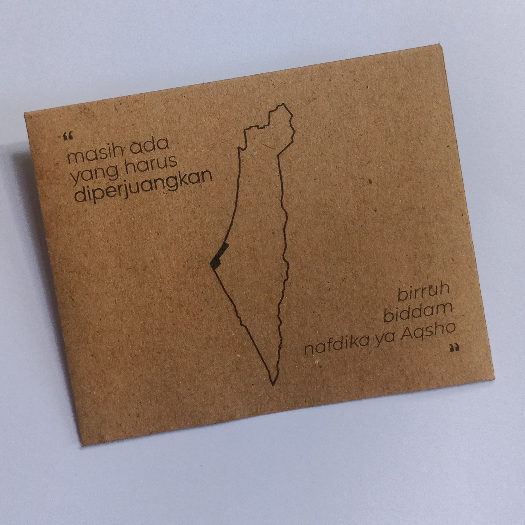 “
masih ada
yang harus
diperjuangkan
birruh
biddam
nafdika ya Aqsho
”